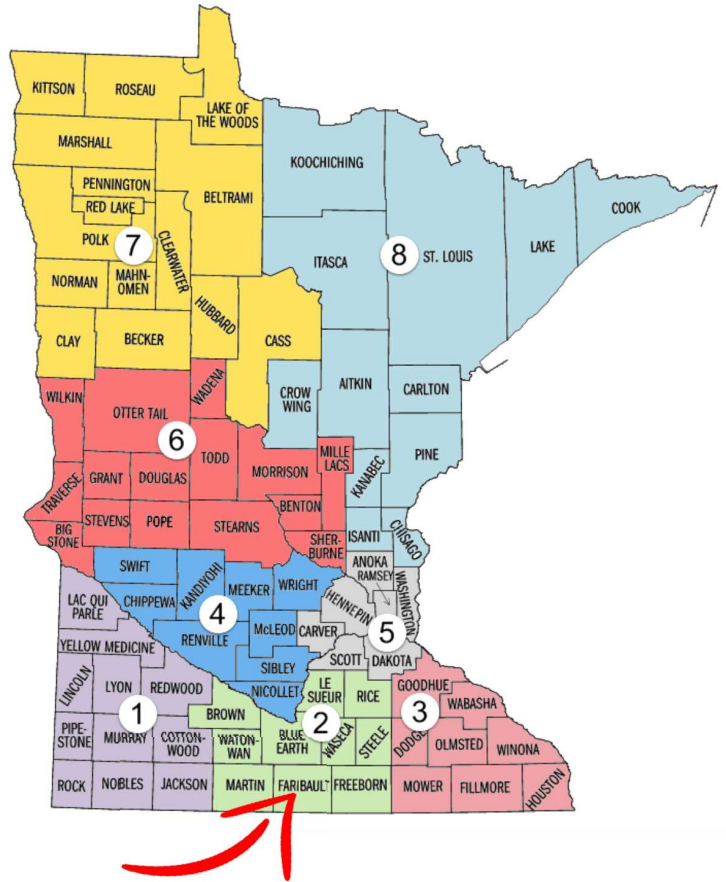 KITTSON
ROSEAU
LAKE OF
THE WOODS
MARSHALL
KOOCHICHING
PENNINGTON
BELTRAMI
RED LAKE
COOK
POLK
7
CLEARWATER
ITASCA
8
ST. LOUIS
LAKE
NORMAN
MAHN-
OMEN
HUBBARD
CLAY
BECKER
CASS
WILKIN
WADENA
CROW
WING
AITKIN
CARLTON
OTTER TAIL
6
TODD
MORRISON
MILLE
LACS
KANABEC
PINE
TRAVERSE
GRANT
DOUGLAS
BENTON
BIG
STONE
STEVENS
POPE
STEARNS
SHER-
BURNE
ISANTI
CHISAGO
SWIFT
KANDIYOHI
MEEKER
WRIGHT
ANOKA
RAMSEY
WASHINGTON
LAC QUI
PARLE
CHIPPEWA
4
HENNEPIN
RENVILLE
McLEOD
CARVER
5
YELLOW MEDICINE
SIBLEY
SCOTT
DAKOTA
LINCOLN
LYON
REDWOOD
NICOLLET
LE
SUEUR
RICE
GOODHUE
WABASHA
1
BROWN
2
3
PIPE-
STONE
MURRAY
COTTON-
WOOD
WATON-
WAN
BLUE
EARTH
WASECA
STEELE
DODGE
OLMSTED
WINONA
ROCK
NOBLES
JACKSON
MARTIN
FARIBAULT
FREEBORN
MOWER
FILLMORE
HOUSTON